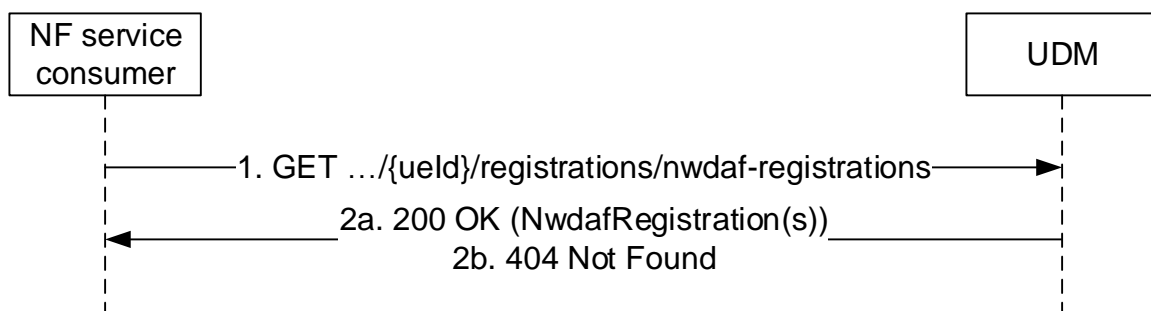 NF service
consumer
UDM
1. GET …/{ueId}/registrations/nwdaf-registrations
2a. 200 OK (NwdafRegistration(s))
2b. 404 Not Found